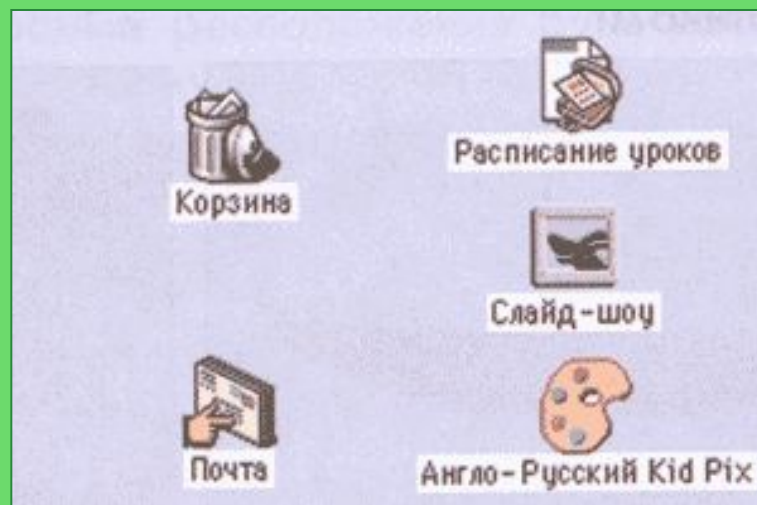 Расписание уроков
Корзина
Слайд-шоу
Почта
Англо-Русский Kid Pix